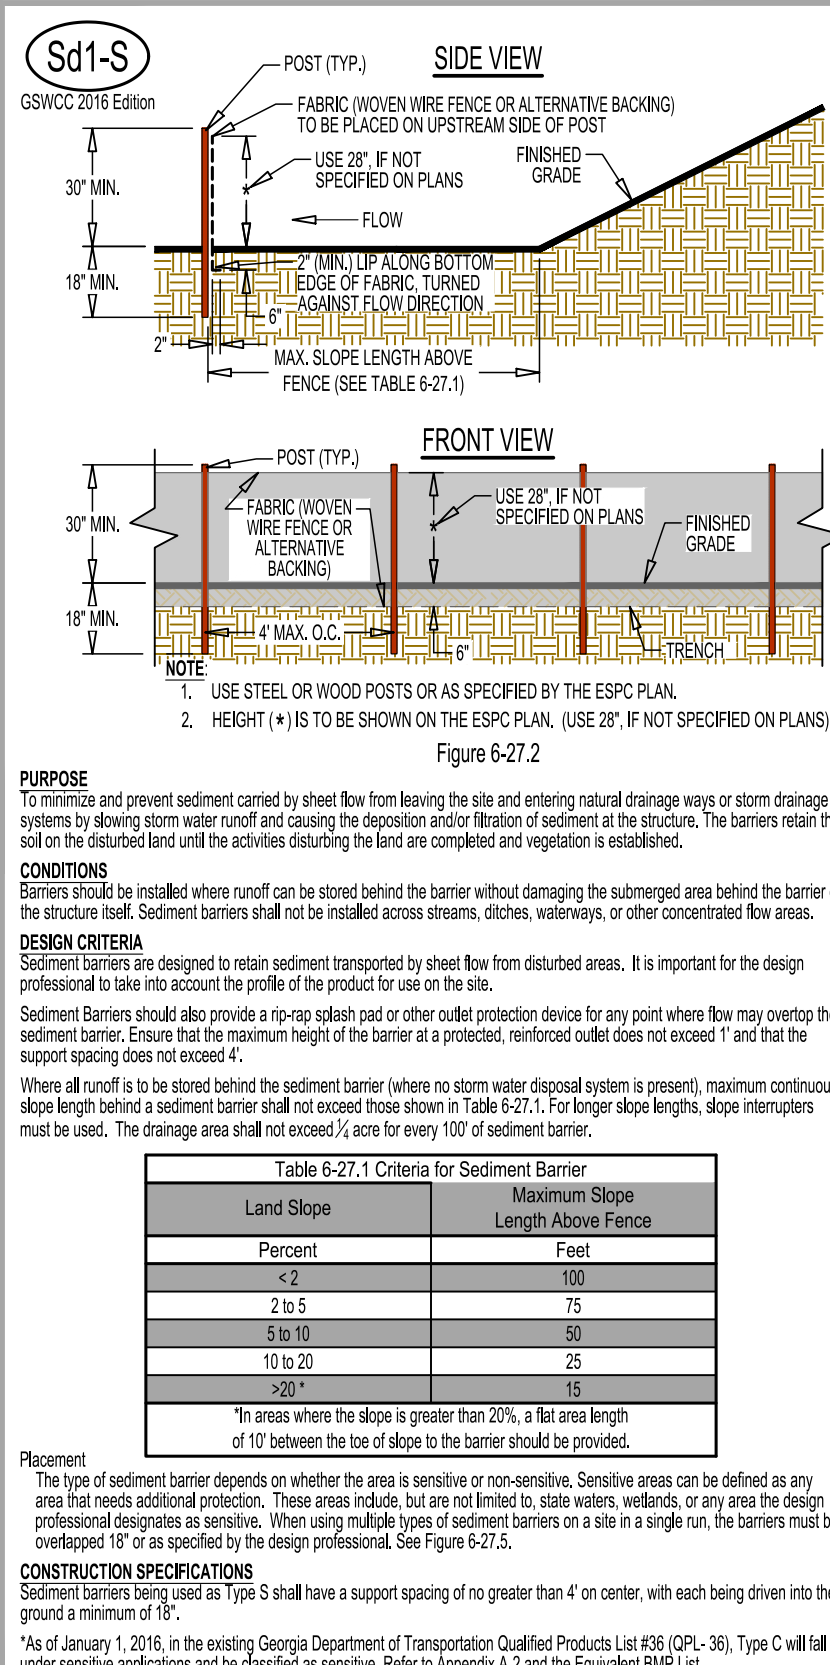 Sd1-S
GSWCC 2016 Edition
SIDE VIEW
POST (TYP.)
FABRIC (WOVEN WIRE FENCE OR ALTERNATIVE BACKING)
TO BE PLACED ON UPSTREAM SIDE OF POST
USE 28", IF NOT
SPECIFIED ON PLANS
*
FINISHED
GRADE
30" MIN.
FLOW
18" MIN.
2" (MIN.) LIP ALONG BOTTOM
EDGE OF FABRIC, TURNED
AGAINST FLOW DIRECTION
6"
2"
MAX. SLOPE LENGTH ABOVE
FENCE (SEE TABLE 6-27.1)
FRONT VIEW
POST (TYP.)
30" MIN.
FABRIC (WOVEN
WIRE FENCE OR
ALTERNATIVE
BACKING)
*
USE 28", IF NOT
SPECIFIED ON PLANS
FINISHED
GRADE
18" MIN.
4' MAX. O.C.
6"
TRENCH
NOTE:
1. USE STEEL OR WOOD POSTS OR AS SPECIFIED BY THE ESPC PLAN.
2. HEIGHT (*) IS TO BE SHOWN ON THE ESPC PLAN. (USE 28", IF NOT SPECIFIED ON PLANS)
Figure 6-27.2
PURPOSE
To minimize and prevent sediment carried by sheet flow from leaving the site and entering natural drainage ways or storm drainage
systems by slowing storm water runoff and causing the deposition and/or filtration of sediment at the structure. The barriers retain th
soil on the disturbed land until the activities disturbing the land are completed and vegetation is established.
CONDITIONS
Barriers should be installed where runoff can be stored behind the barrier without damaging the submerged area behind the barrier
the structure itself. Sediment barriers shall not be installed across streams, ditches, waterways, or other concentrated flow areas.
DESIGN CRITERIA
Sediment barriers are designed to retain sediment transported by sheet flow from disturbed areas. It is important for the design
professional to take into account the profile of the product for use on the site.
Sediment Barriers should also provide a rip-rap splash pad or other outlet protection device for any point where flow may overtop the
sediment barrier. Ensure that the maximum height of the barrier at a protected, reinforced outlet does not exceed 1' and that the
support spacing does not exceed 4'.
Where all runoff is to be stored behind the sediment barrier (where no storm water disposal system is present), maximum continuou
slope length behind a sediment barrier shall not exceed those shown in Table 6-27.1. For longer slope lengths, slope interrupters
must be used. The drainage area shall not exceed 1/4 acre for every 100' of sediment barrier.
Table 6-27.1 Criteria for Sediment Barrier
Land Slope
Maximum Slope
Length Above Fence
Percent Feet
< 2 100
2 to 5 75
5 to 10 50
10 to 20 25
>20 * 15
*In areas where the slope is greater than 20%, a flat area length
of 10' between the toe of slope to the barrier should be provided.
Placement
The type of sediment barrier depends on whether the area is sensitive or non-sensitive. Sensitive areas can be defined as any
area that needs additional protection. These areas include, but are not limited to, state waters, wetlands, or any area the design
professional designates as sensitive. When using multiple types of sediment barriers on a site in a single run, the barriers must b
overlapped 18" or as specified by the design professional. See Figure 6-27.5.
CONSTRUCTION SPECIFICATIONS
Sediment barriers being used as Type S shall have a support spacing of no greater than 4' on center, with each being driven into the
ground a minimum of 18".
*As of January 1, 2016, in the existing Georgia Department of Transportation Qualified Products List #36 (QPL- 36), Type C will fall
under sensitive applications and be classified as sensitive. Refer to Appendix A-2 and the Equivalent BMP List